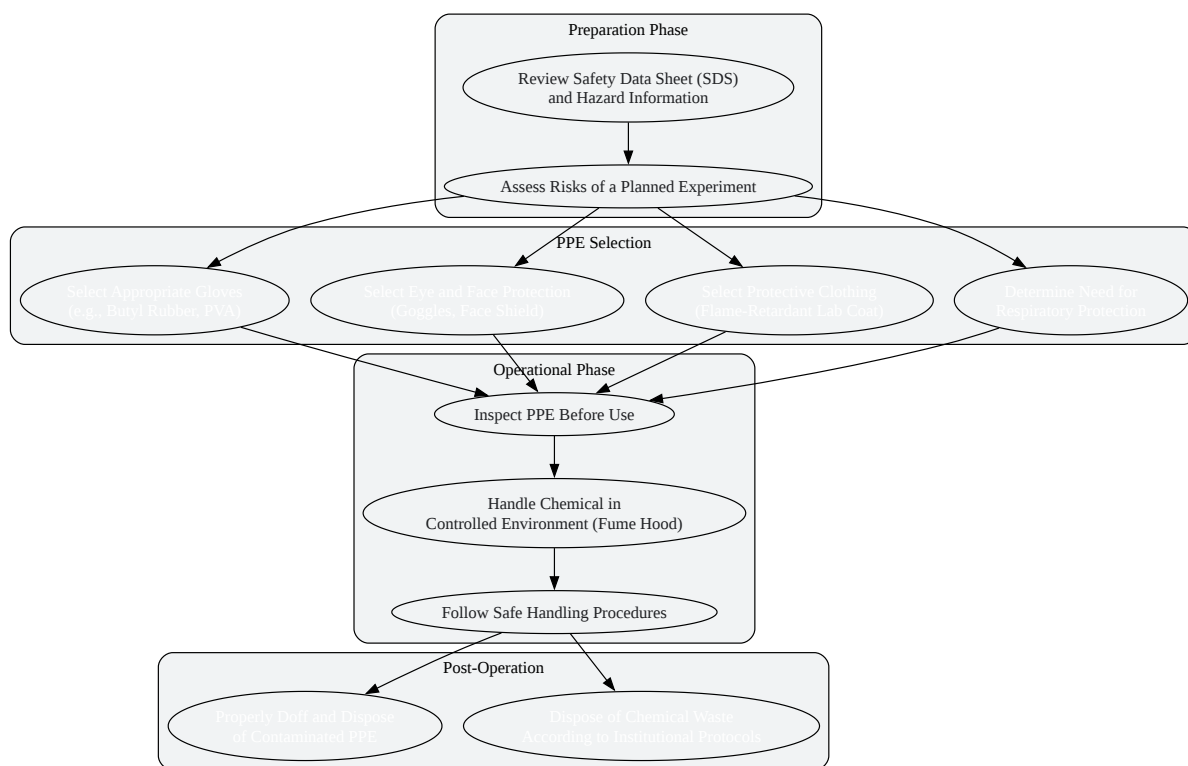 Preparation Phase
Review Safety Data Sheet (SDS)
and Hazard Information
Assess Risks of a Planned Experiment
PPE Selection
Select Appropriate Gloves
(e.g., Butyl Rubber, PVA)
Select Eye and Face Protection
(Goggles, Face Shield)
Select Protective Clothing
(Flame-Retardant Lab Coat)
Determine Need for
Respiratory Protection
Operational Phase
Inspect PPE Before Use
Handle Chemical in
Controlled Environment (Fume Hood)
Follow Safe Handling Procedures
Post-Operation
Properly Doff and Dispose
of Contaminated PPE
Dispose of Chemical Waste
According to Institutional Protocols